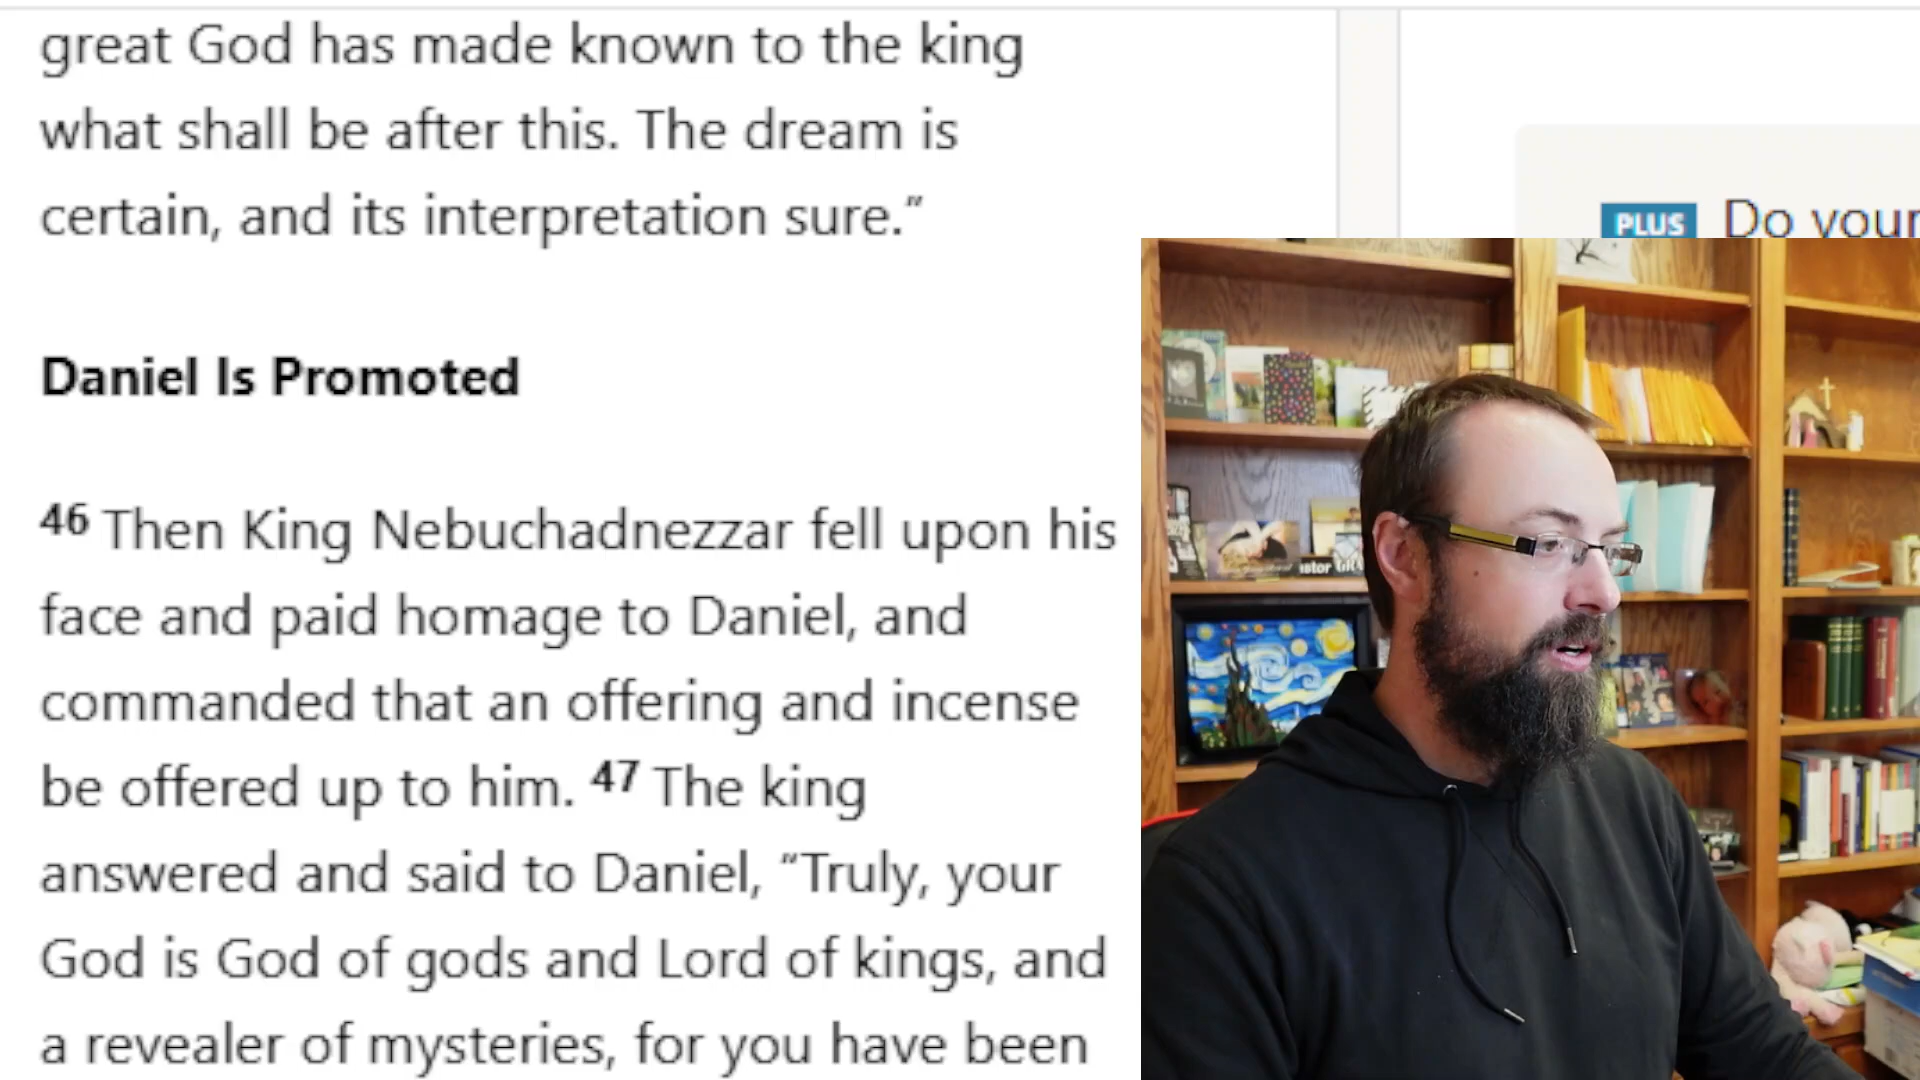 great God has made known to the king
what shall be after this. The dream is
certain, and its interpretation sure.”
Daniel Is Promoted
46 Then King Nebuchadnezzar fell upon his
face and paid homage to Daniel, and
commanded that an offering and incense
be offered up to him. 47 The king
answered and said to Daniel, “Truly, your
God is God of gods and Lord of kings, and
a revealer of mysteries, for you have been
PLUS Do your